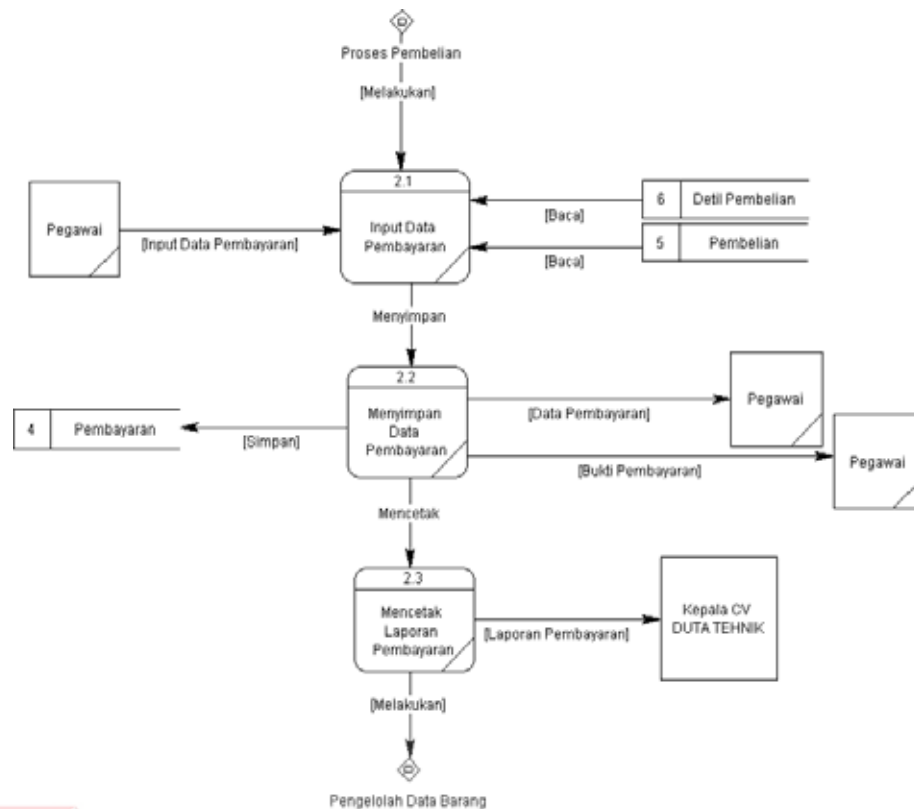 Proses Pembelian
[Melakukan]
2.1
Input Data
Pembayaran
Pegawai
[Input Data Pembayaran]
6 Detil Pembelian
[Baca]
5 Pembelian
[Baca]
Menyimpan
2.2
Menyimpan
Data
Pembayaran
4 Pembayaran
[Simpan]
[Data Pembayaran]
Pegawai
[Bukti Pembayaran]
Pegawai
Mencetak
2.3
Mencetak
Laporan
Pembayaran
[Laporan Pembayaran]
Kepala CV
DUTA TEHNIK
[Melakukan]
Pengelolah Data Barang